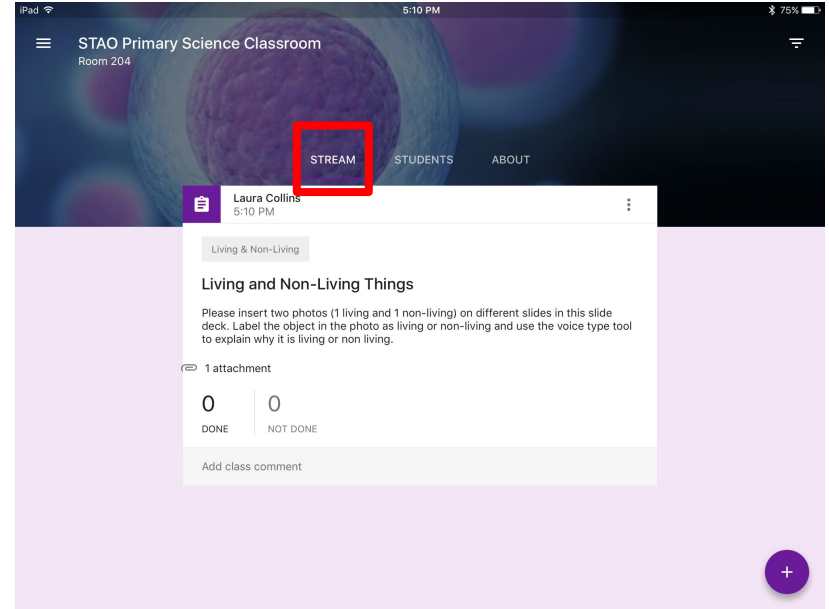 iPad 5:10 PM 75%
STAO Primary Science Classroom
Room 204
STREAM STUDENTS ABOUT
Laura Collins
5:10 PM
Living & Non-Living
Living and Non-Living Things
Please insert two photos (1 living and 1 non-living) on different slides in this slide
deck. Label the object in the photo as living or non-living and use the voice type tool
to explain why it is living or non living.
1 attachment
0 0
DONE NOT DONE
Add class comment